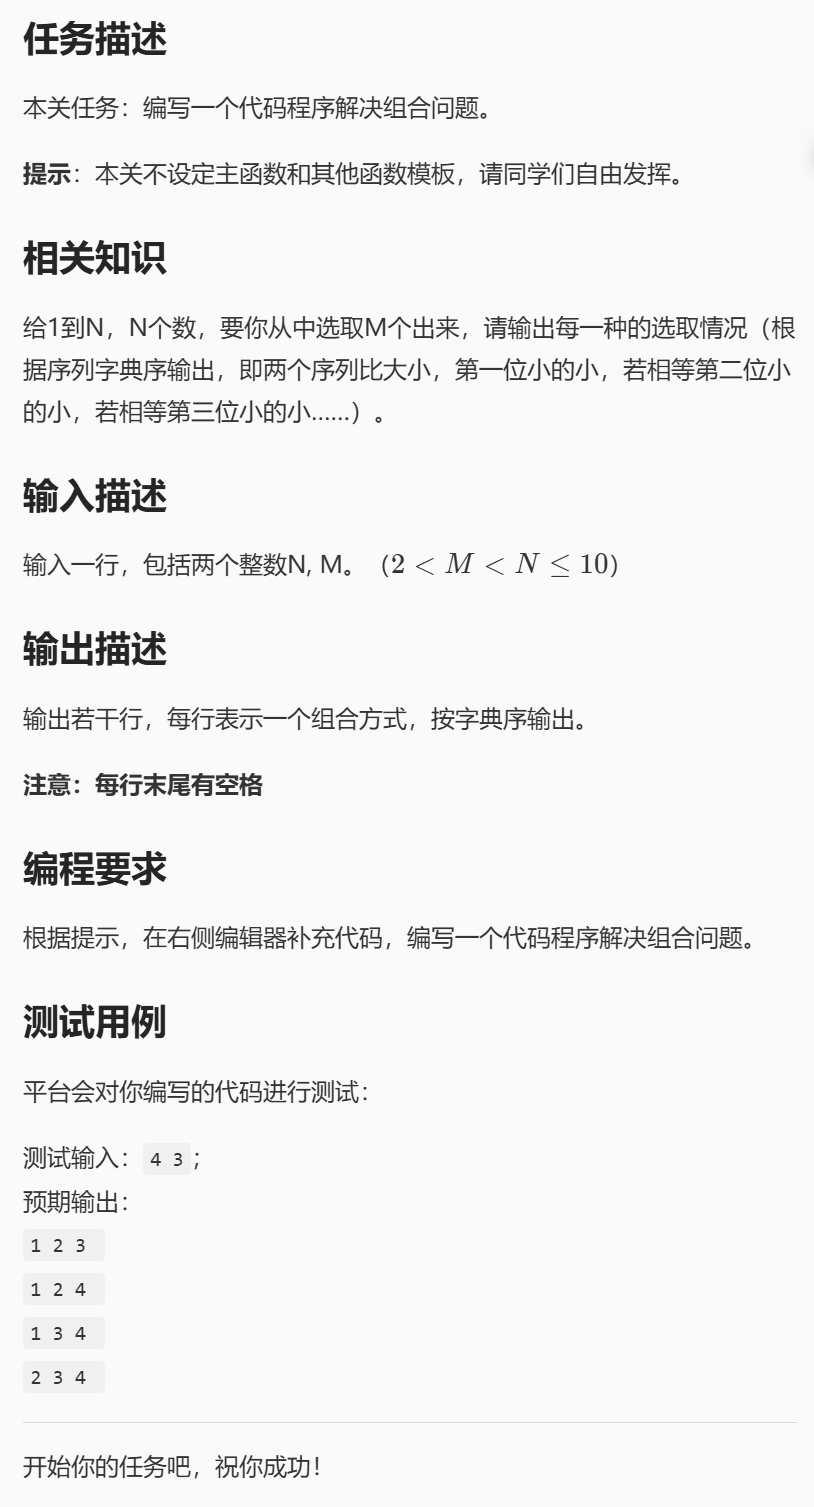 任务描述
本关任务：编写一个代码程序解决组合问题。
提示：本关不设定主函数和其他函数模板，请同学们自由发挥。
相关知识
给1到N，N个数，要你从中选取M个出来，请输出每一种的选取情况（根
据序列字典序输出，即两个序列比大小，第一位小的小，若相等第二位小
的小，若相等第三位小的小……）。
输入描述
输入一行，包括两个整数N, M。（2 < M < N ≤ 10）
输出描述
输出若干行，每行表示一个组合方式，按字典序输出。
注意：每行末尾有空格
编程要求
根据提示，在右侧编辑器补充代码，编写一个代码程序解决组合问题。
测试用例
平台会对你编写的代码进行测试：
测试输入：4 3；
预期输出：
1 2 3
1 2 4
1 3 4
2 3 4
开始你的任务吧，祝你成功！